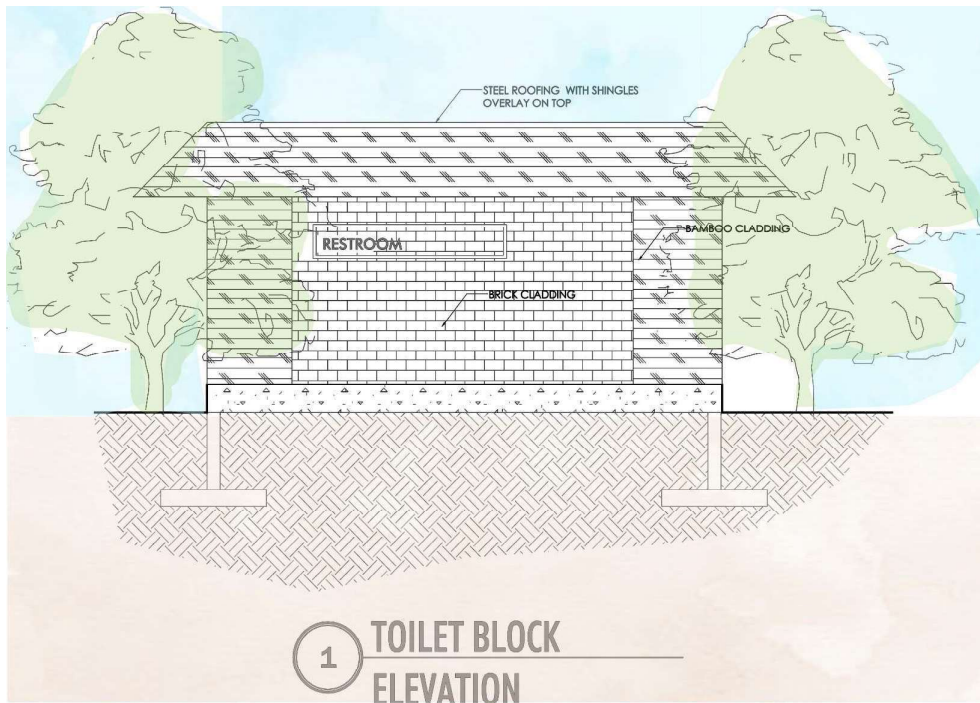 STEEL ROOFING WITH SHINGLES
OVERLAY ON TOP
BAMBOO CLADDING
RESTROOM
BRICK CLADDING
1
TOILET BLOCK
ELEVATION